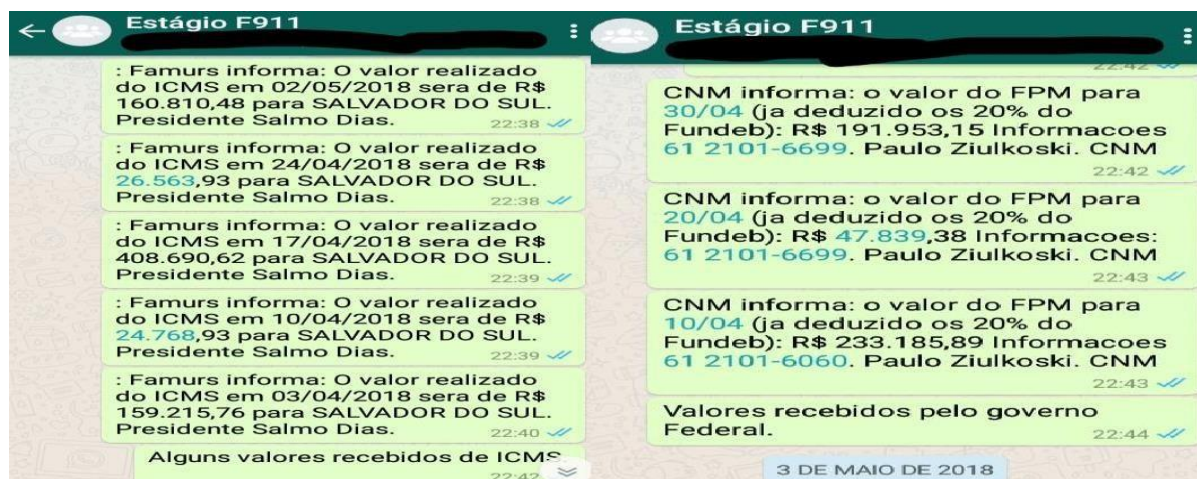 Estágio F911
: Famurs informa: O valor realizado
do ICMS em 02/05/2018 sera de R$
160.810,48 para SALVADOR DO SUL.
Presidente Salmo Dias.
22:38
: Famurs informa: O valor realizado
do ICMS em 24/04/2018 sera de R$
26.563,93 para SALVADOR DO SUL.
Presidente Salmo Dias.
22:38
: Famurs informa: O valor realizado
do ICMS em 17/04/2018 sera de R$
408.690,62 para SALVADOR DO SUL.
Presidente Salmo Dias.
22:39
: Famurs informa: O valor realizado
do ICMS em 10/04/2018 sera de R$
24.768,93 para SALVADOR DO SUL.
Presidente Salmo Dias.
22:39
: Famurs informa: O valor realizado
do ICMS em 03/04/2018 sera de R$
159.215,76 para SALVADOR DO SUL.
Presidente Salmo Dias.
22:40
Alguns valores recebidos de ICMS.
22:42
Estágio F911
22:42
CNM informa: o valor do FPM para
30/04 (ja deduzido os 20% do
Fundeb): R$ 191.953,15 Informacoes
61 2101-6699. Paulo Ziulkoski. CNM
22:42
CNM informa: o valor do FPM para
20/04 (ja deduzido os 20% do
Fundeb): R$ 47.839,38 Informacoes:
61 2101-6699. Paulo Ziulkoski. CNM
22:43
CNM informa: o valor do FPM para
10/04 (ja deduzido os 20% do
Fundeb): R$ 233.185,89 Informacoes
61 2101-6060. Paulo Ziulkoski. CNM
22:43
Valores recebidos pelo governo
Federal.
22:44
3 DE MAIO DE 2018